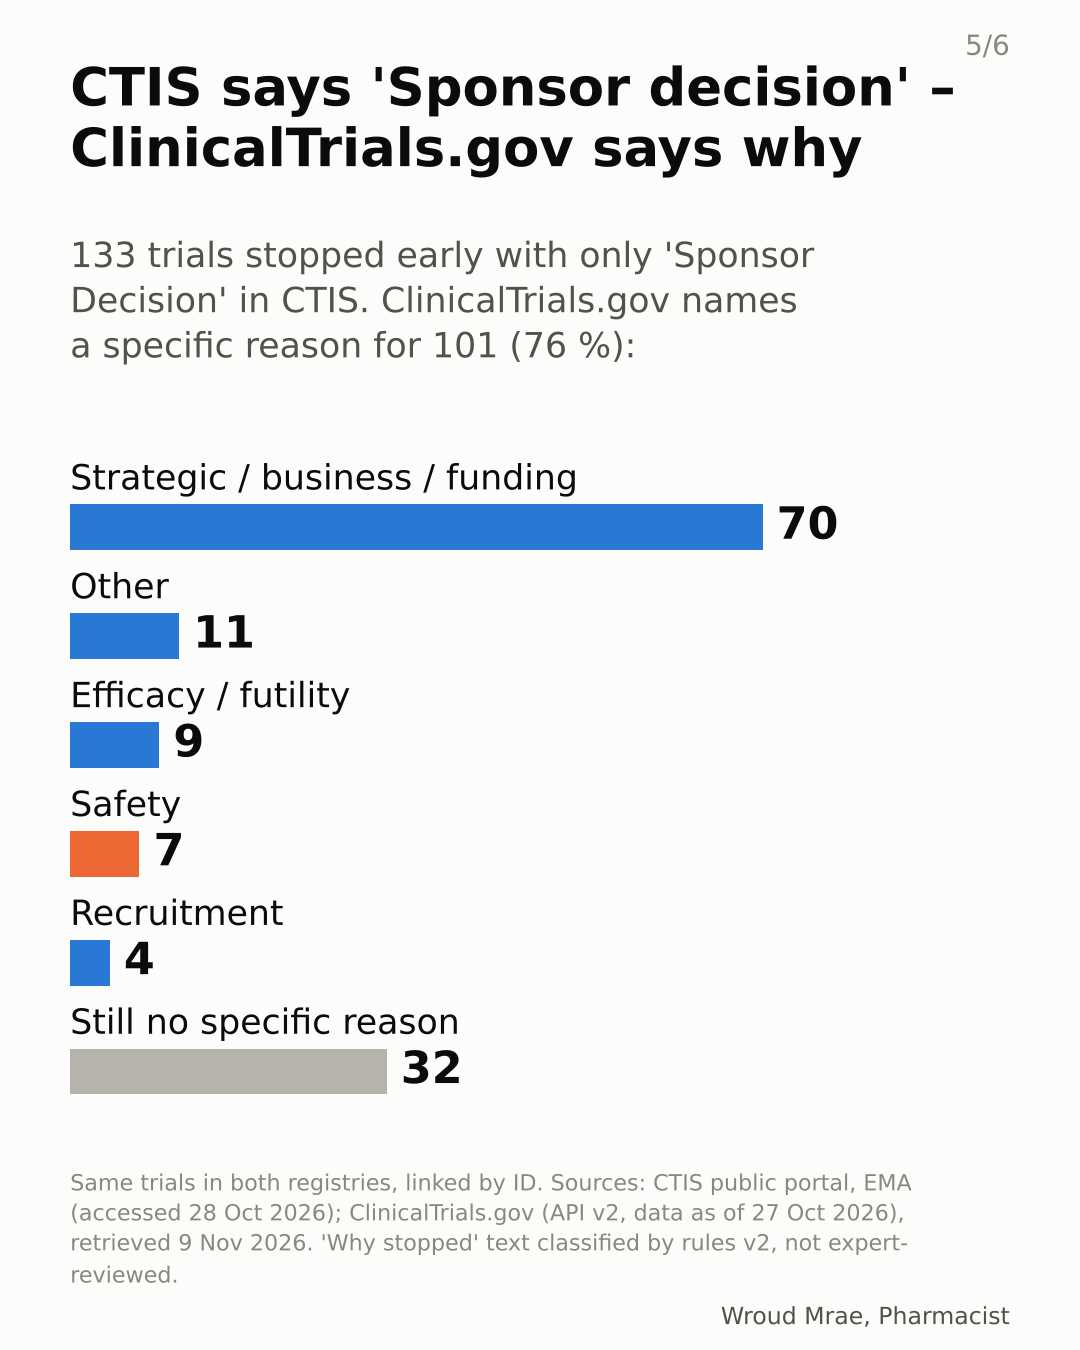 5/6
CTIS says 'Sponsor decision' –
ClinicalTrials.gov says why
133 trials stopped early with only 'Sponsor
Decision' in CTIS. ClinicalTrials.gov names
a specific reason for 101 (76 %):
Strategic / business / funding
70
Other
11
Efficacy / futility
9
Safety
7
Recruitment
4
Still no specific reason
32
Same trials in both registries, linked by ID. Sources: CTIS public portal, EMA
(accessed 28 Oct 2026); ClinicalTrials.gov (API v2, data as of 27 Oct 2026),
retrieved 9 Nov 2026. 'Why stopped' text classified by rules v2, not expert-
reviewed.
Wroud Mrae, Pharmacist